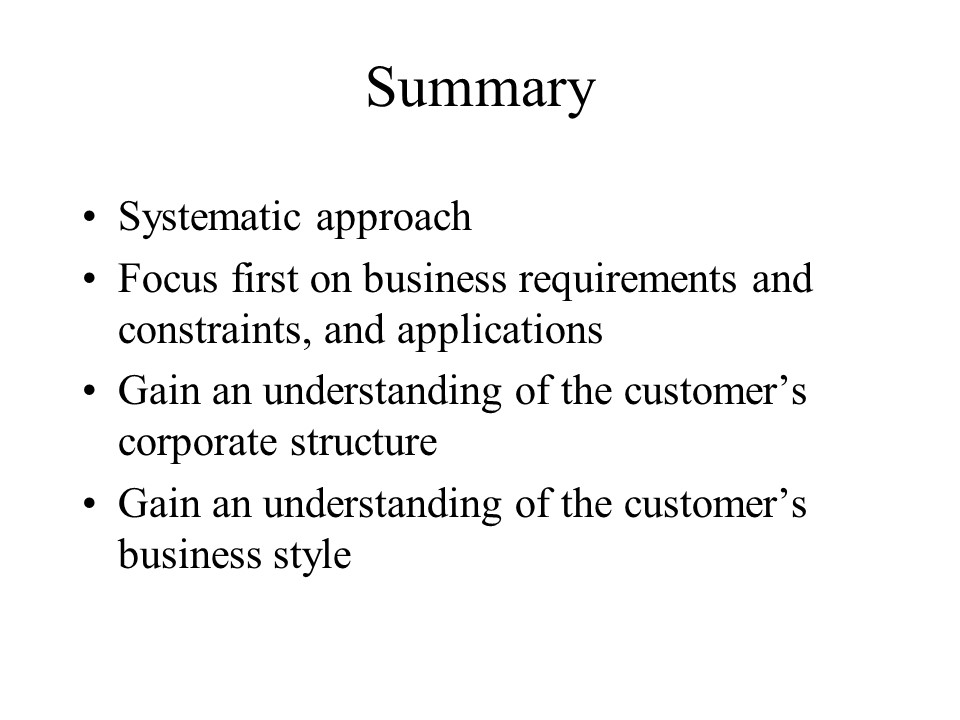 Summary
• Systematic approach
• Focus first on business requirements and
constraints, and applications
• Gain an understanding of the customer’s
corporate structure
• Gain an understanding of the customer’s
business style